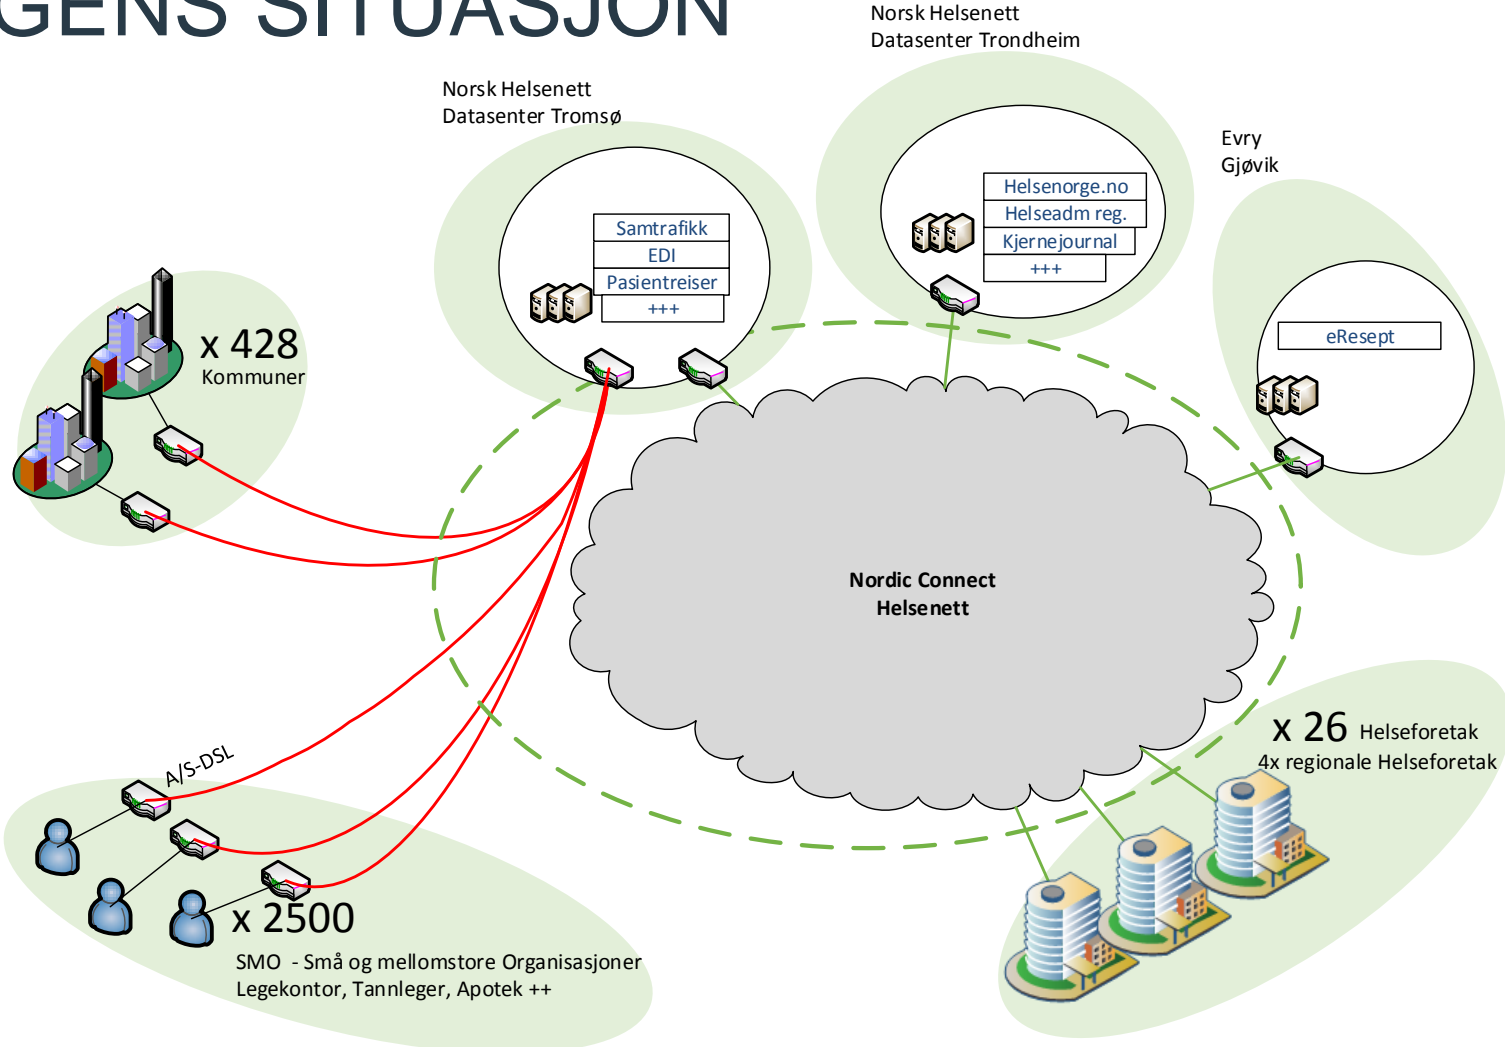 GENS SITUASJON
Norsk Helsenett
Datasenter Trondheim
Norsk Helsenett
Datasenter Tromsø
Evry
Gjøvik
Helsenorge.no
Helseadm reg.
Kjernejournal
+++
Samtrafikk
EDI
Pasientreiser
+++
eResept
x 428
Kommuner
Nordic Connect
Helsenett
x 26 Helseforetak
4x regionale Helseforetak
A/S-DSL
x 2500
SMO - Små og mellomstore Organisasjoner
Legekontor, Tannleger, Apotek ++